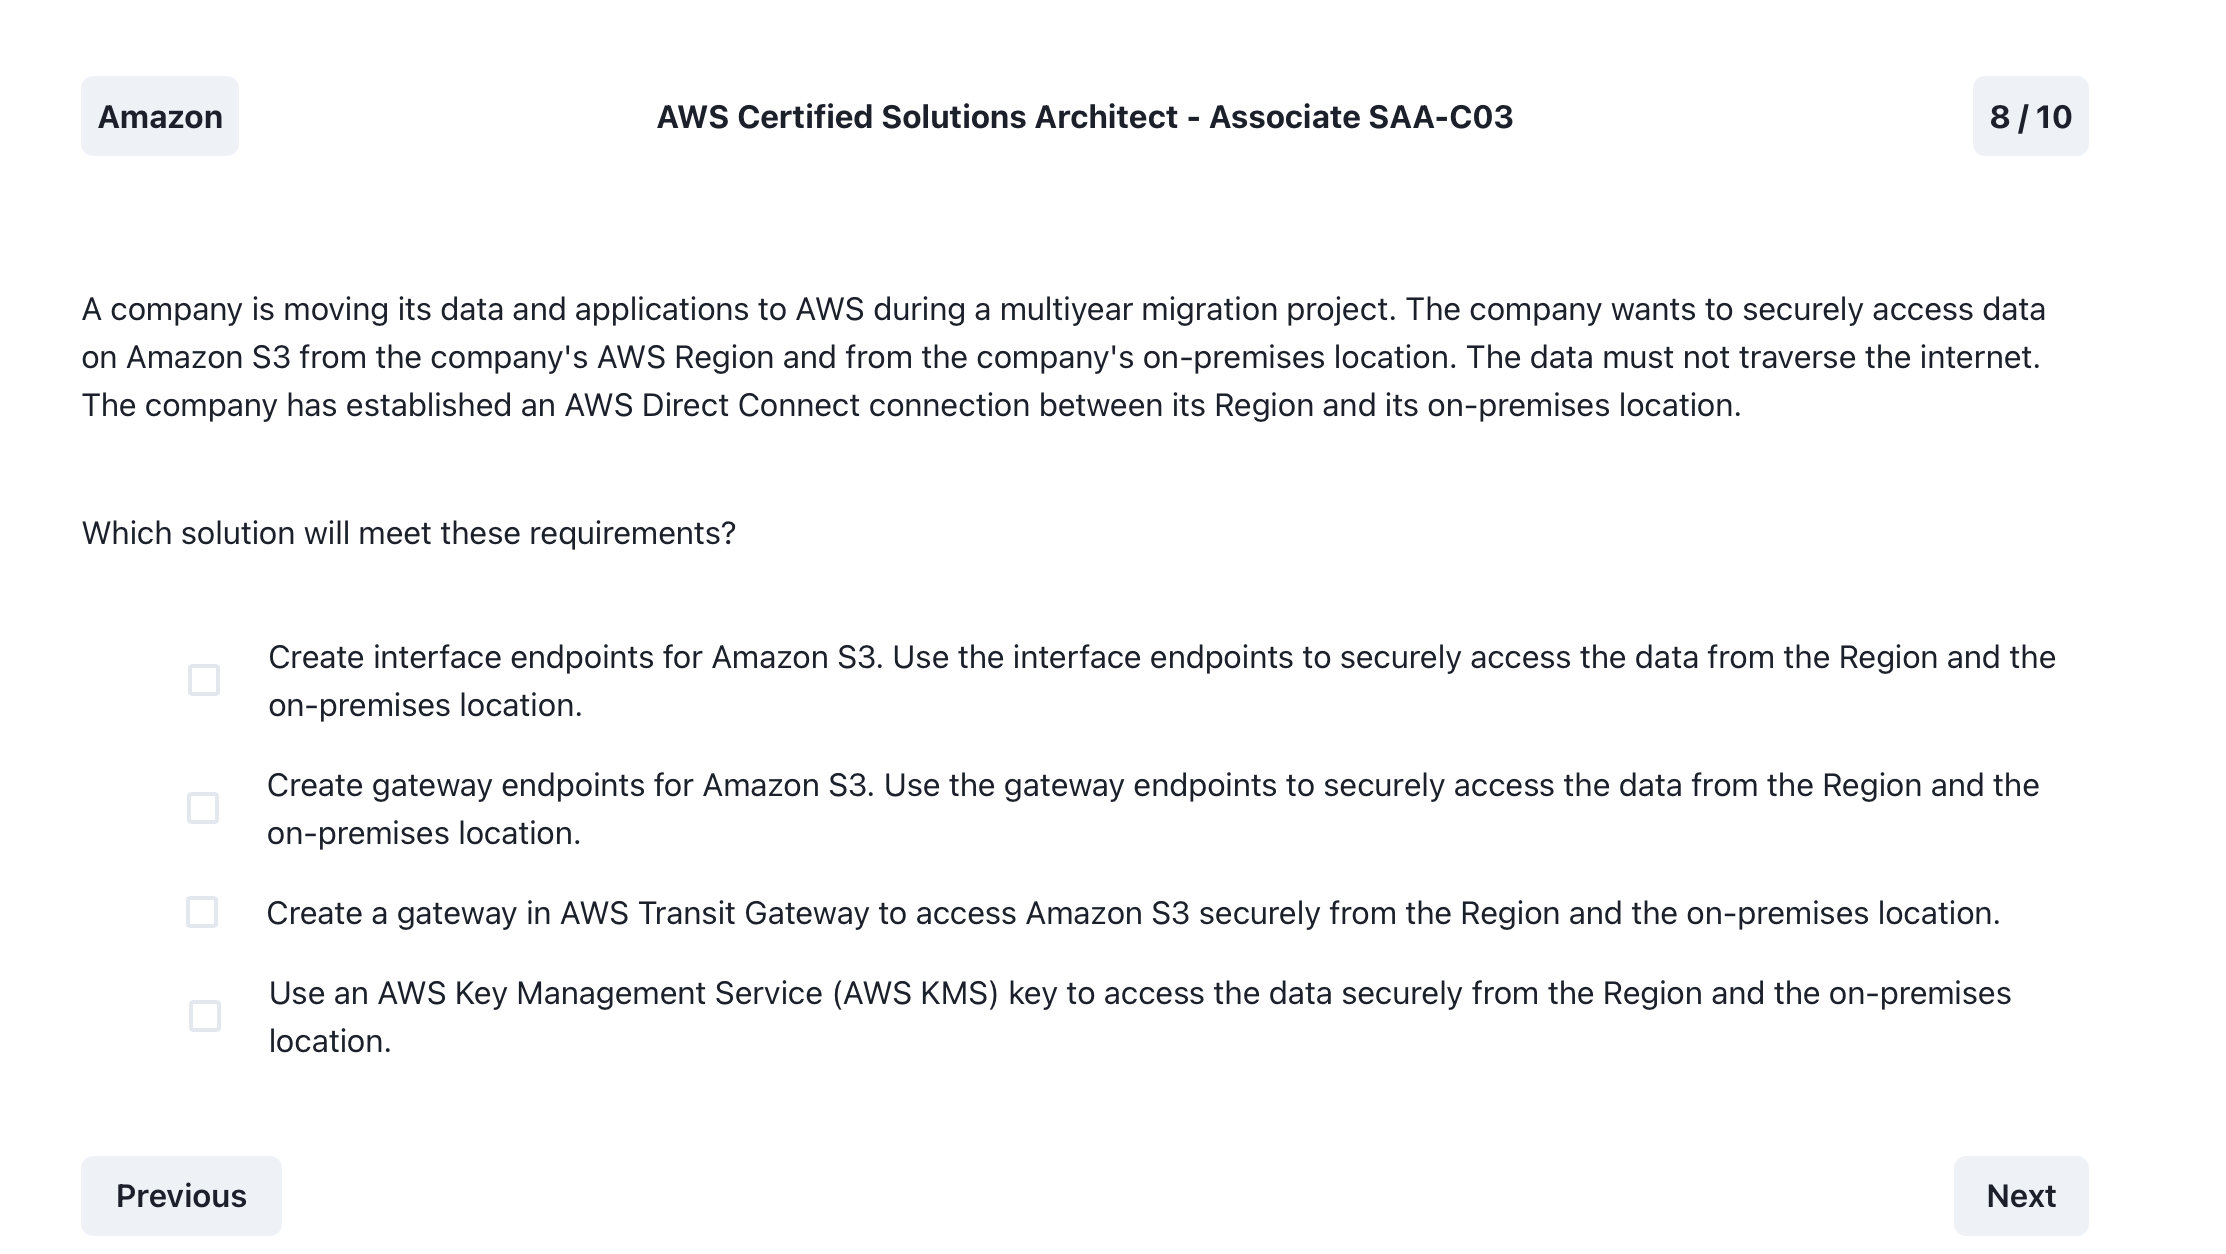 Amazon
AWS Certified Solutions Architect - Associate SAA-C03
8 / 10
A company is moving its data and applications to AWS during a multiyear migration project. The company wants to securely access data
on Amazon S3 from the company's AWS Region and from the company's on-premises location. The data must not traverse the internet.
The company has established an AWS Direct Connect connection between its Region and its on-premises location.
Which solution will meet these requirements?
Create interface endpoints for Amazon S3. Use the interface endpoints to securely access the data from the Region and the
on-premises location.
Create gateway endpoints for Amazon S3. Use the gateway endpoints to securely access the data from the Region and the
on-premises location.
Create a gateway in AWS Transit Gateway to access Amazon S3 securely from the Region and the on-premises location.
Use an AWS Key Management Service (AWS KMS) key to access the data securely from the Region and the on-premises
location.
Previous
Next